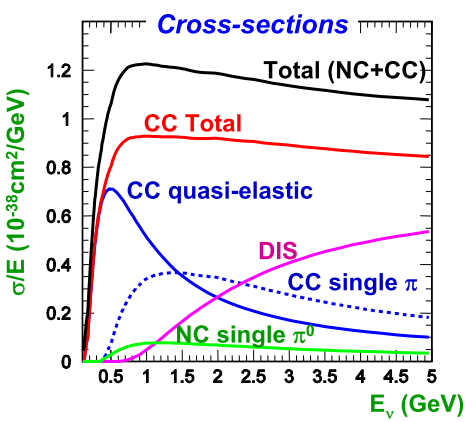 Cross-sections
σ/E (10⁻³⁸cm²/GeV)
1.2
1
0.8
0.6
0.4
0.2
0
Total (NC+CC)
CC Total
CC quasi-elastic
DIS
CC single π
NC single π⁰
0.5 1 1.5 2 2.5 3 3.5 4 4.5 5
Eν (GeV)